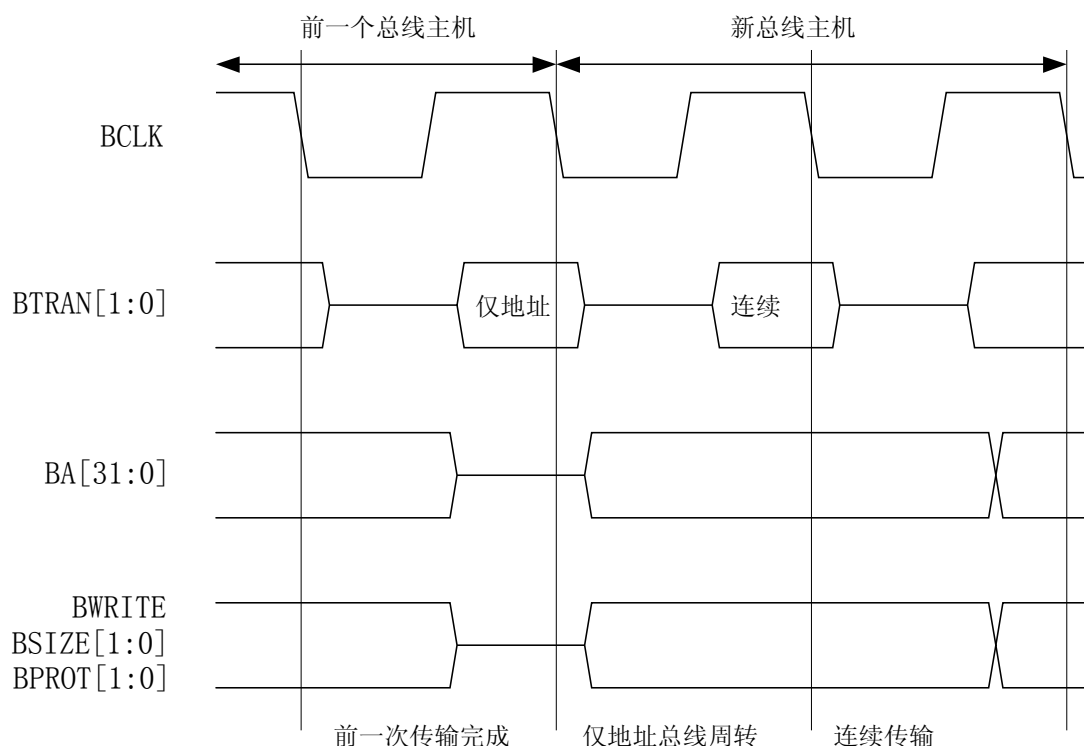 前一个总线主机
新总线主机
BCLK
BTRAN[1:0]
仅地址
连续
BA[31:0]
BWRITE
BSIZE[1:0]
BPROT[1:0]
前一次传输完成
仅地址总线周转
连续传输